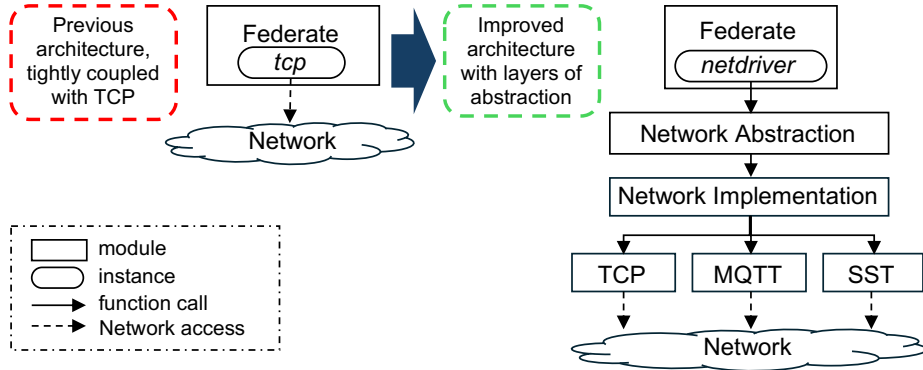 Previous
architecture,
tightly coupled
with TCP
Federate
tcp
Network
Improved
architecture
with layers of
abstraction
Federate
netdriver
Network Abstraction
Network Implementation
TCP
MQTT
SST
Network
module
instance
function call
Network access